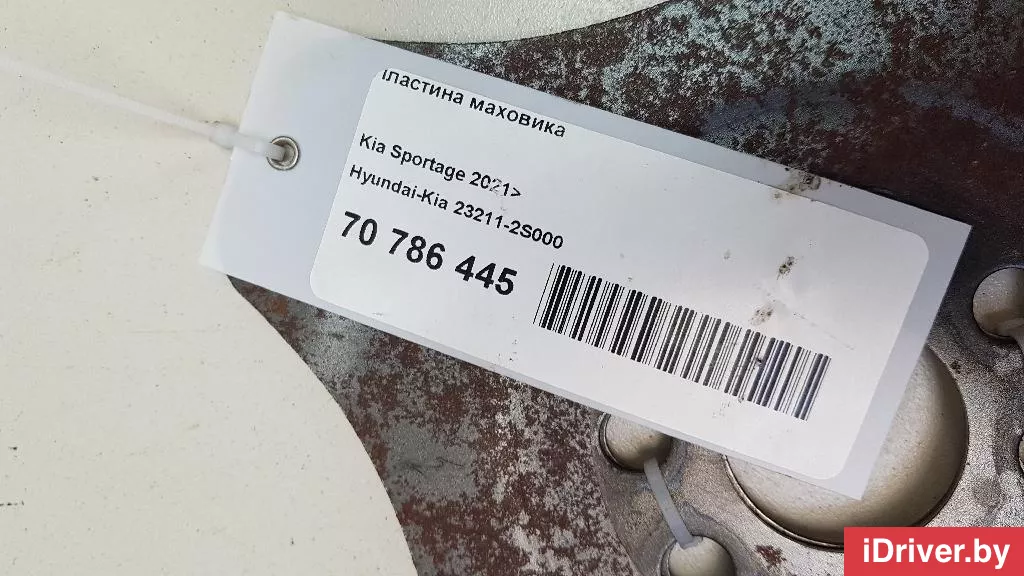 Пластина маховика
Kia Sportage 2021>
Hyundai-Kia 23211-2S000
70 786 445
iDriver.by